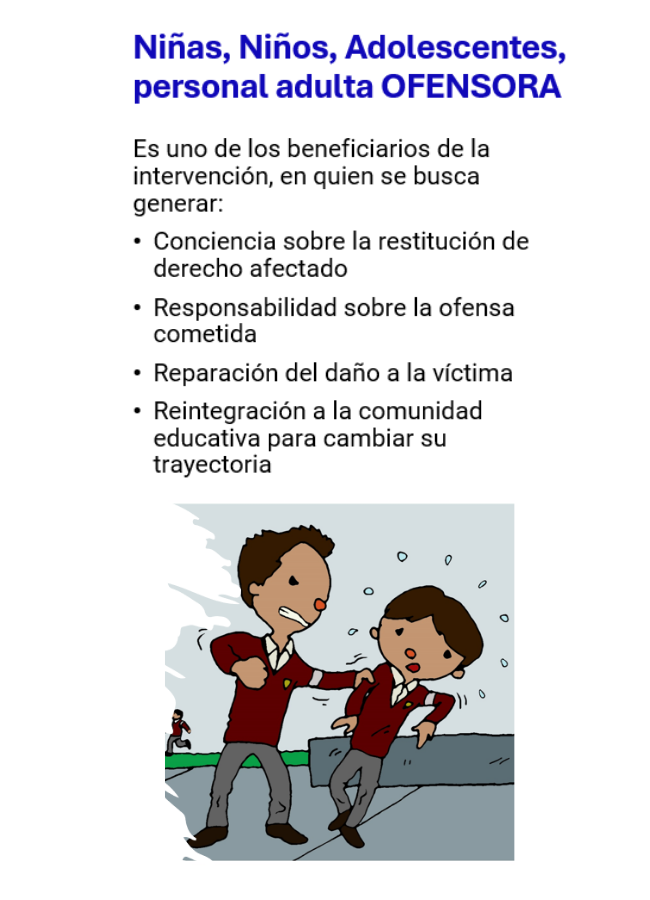 Niñas, Niños, Adolescentes,
personal adulta OFENSORA
Es uno de los beneficiarios de la
intervención, en quien se busca
generar:
• Conciencia sobre la restitución de
derecho afectado
• Responsabilidad sobre la ofensa
cometida
• Reparación del daño a la víctima
• Reintegración a la comunidad
educativa para cambiar su
trayectoria